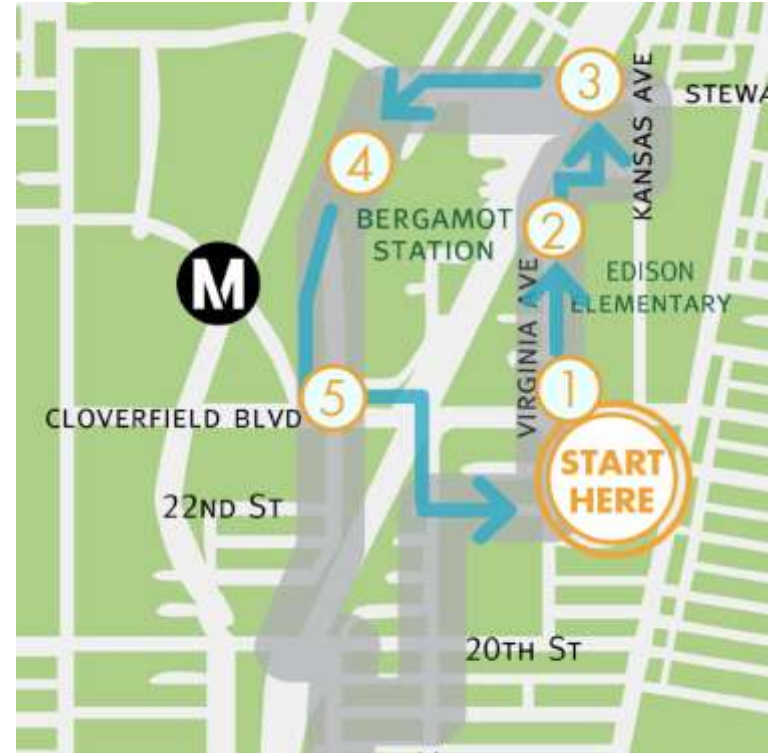 3
KANSAS AVE
STEWA
4
BERGAMOT
STATION
2
EDISON
ELEMENTARY
M
VIRGINIA AVE
1
5
CLOVERFIELD BLVD
START
HERE
22ND ST
20TH ST